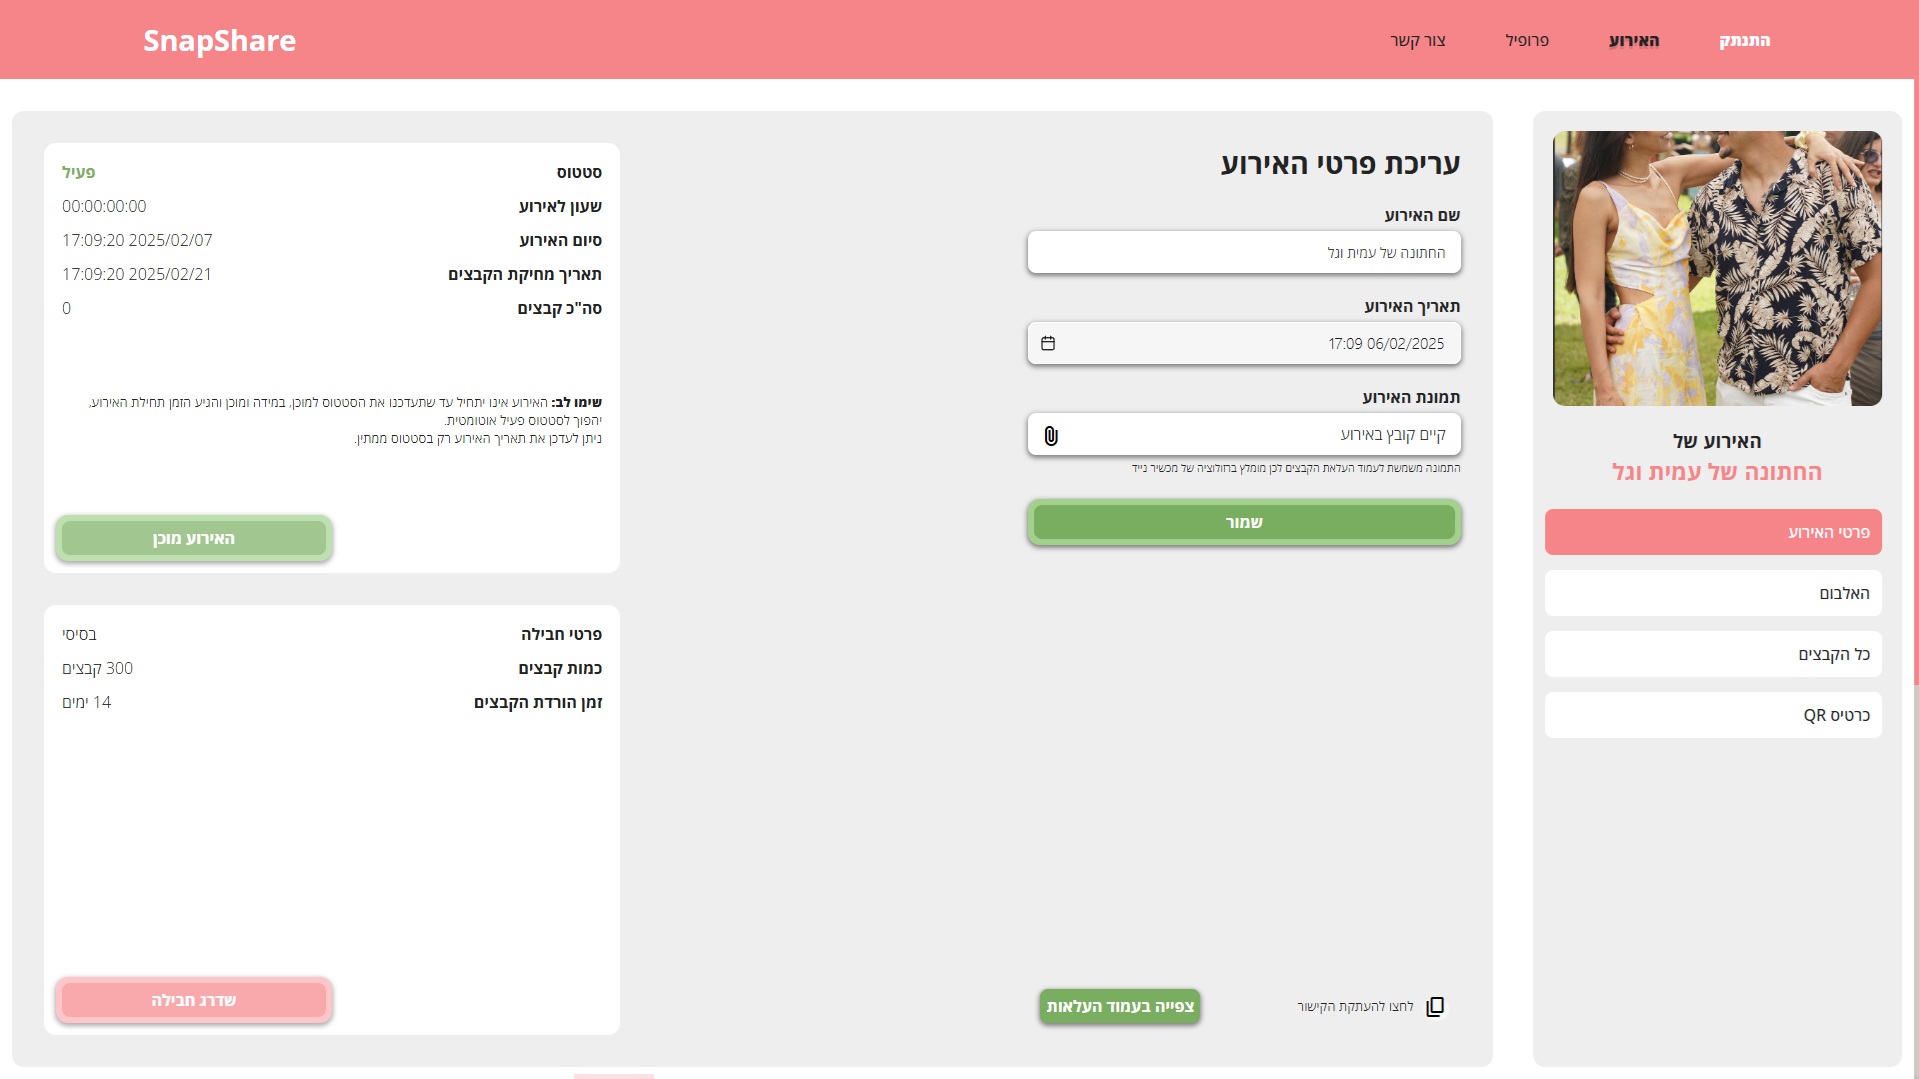 התנתק
האירוע
פרופיל
צור קשר
SnapShare
האירוע של
החתונה של עמית וגל
פרטי האירוע
האלבום
כל הקבצים
כרטיס QR
עריכת פרטי האירוע
שם האירוע
החתונה של עמית וגל
תאריך האירוע
06/02/2025 17:09
תמונת האירוע
קיים קובץ באירוע
התמונה משמשת לעמוד העלאת הקבצים לכן מומלץ ברזולוציה של מכשיר נייד
שמור
לחצו להעתקת הקישור
צפייה בעמוד העלאות
סטטוס פעיל
שעון לאירוע 00:00:00:00
סיום האירוע 2025/02/07 17:09:20
תאריך מחיקת הקבצים 2025/02/21 17:09:20
סה"כ קבצים 0
שימו לב: האירוע אינו יתחיל עד שתעדכנו את הסטטוס למוכן, במידה ומוכן והגיע הזמן תחילת האירוע,
יהפוך לסטטוס פעיל אוטומטית.
ניתן לעדכן את תאריך האירוע רק בסטטוס ממתין.
האירוע מוכן
פרטי חבילה בסיסי
כמות קבצים 300 קבצים
זמן הורדת הקבצים 14 ימים
שדרג חבילה